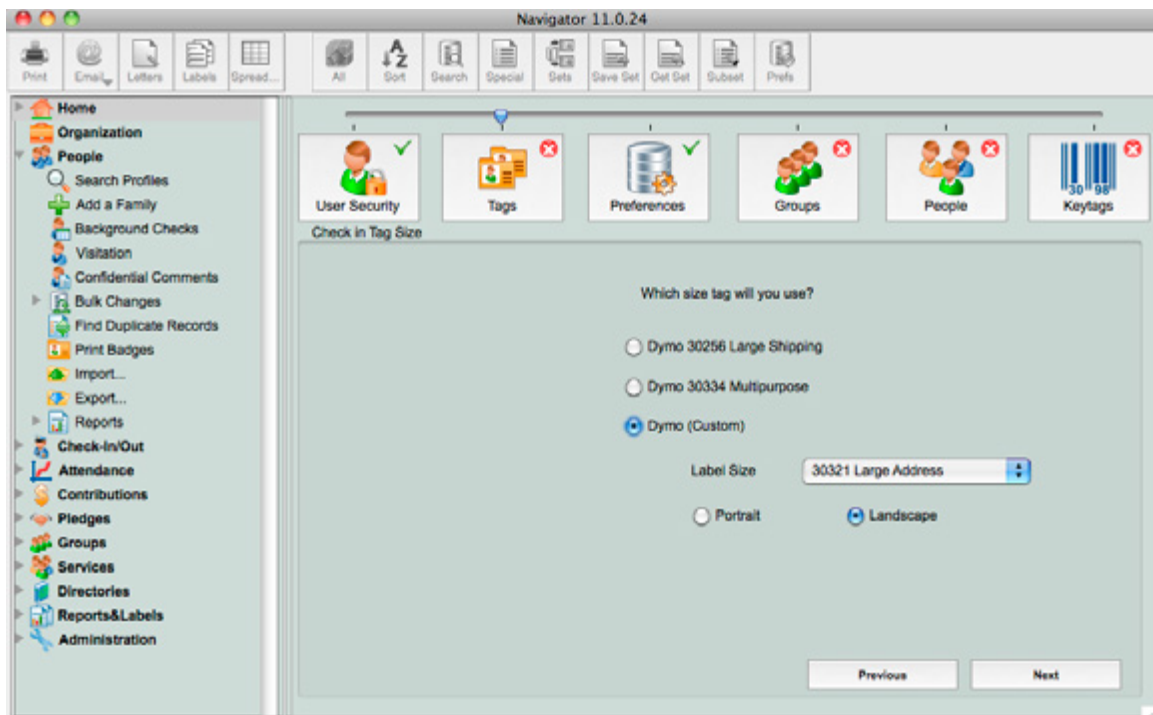 Navigator 11.0.24
Print Email Letters Labels Spread... All Sort Search Special Sets Save Set Get Set Subset Prefs
Home
Organization
People
Search Profiles
Add a Family
Background Checks
Visitation
Confidential Comments
Bulk Changes
Find Duplicate Records
Print Badges
Import...
Export...
Reports
Check-In/Out
Attendance
Contributions
Pledges
Groups
Services
Directories
Reports&Labels
Administration
User Security Tags Preferences Groups People Keytags
30 98
Check in Tag Size
Which size tag will you use?
Dymo 30256 Large Shipping
Dymo 30334 Multipurpose
Dymo (Custom)
Label Size 30321 Large Address
Portrait Landscape
Previous Next